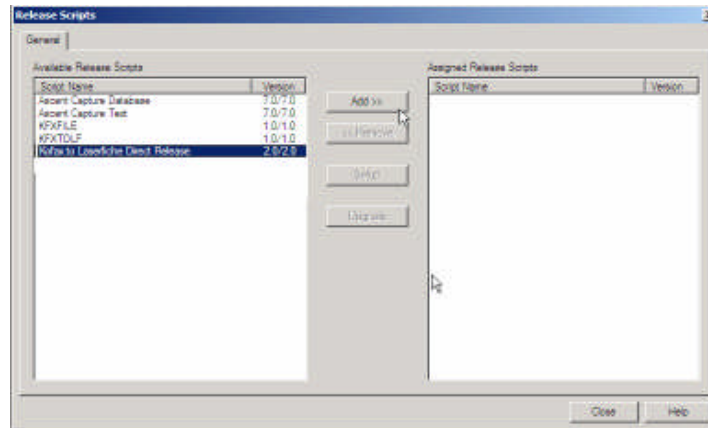 Release Scripts
General
Available Release Scripts
Script Name Version
Ascent Capture Database 7.0/7.0
Ascent Capture Text 7.0/7.0
KFXFILE 1.0/1.0
KFXTOLF 1.0/1.0
Kofax to Laserfiche Direct Release 2.0/2.0
Add >>
<< Remove
Setup
Upgrade
Assigned Release Scripts
Script Name Version
Close Help